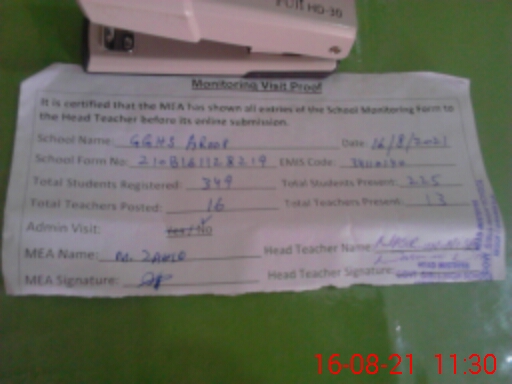 HD-30
Monitoring Visit Proof
It is certified that the MEA has shown all entries of the School Monitoring Form to
the Head Teacher before its online submission.
School Name: GGHS Aroop Date: 16/8/2021
School Form No: EMIS Code:
Total Students Registered: 349 Total Students Present: 225
Total Teachers Posted: 16 Total Teachers Present: 13
Admin Visit: Yes / No
MEA Name: M. Head Teacher Name
MEA Signature: Head Teacher Signature:
16-08-21 11:30